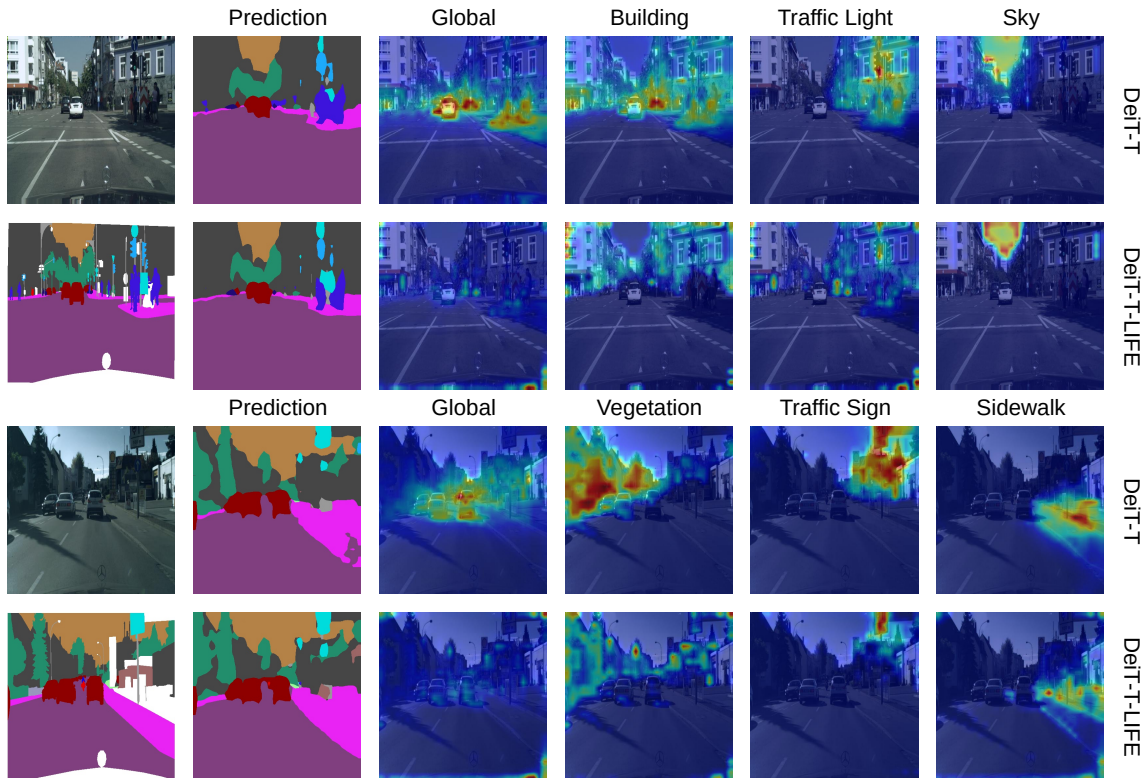 Prediction Global Building Traffic Light Sky
DeiT-T
DeiT-T-LIFE
Prediction Global Vegetation Traffic Sign Sidewalk
DeiT-T
DeiT-T-LIFE